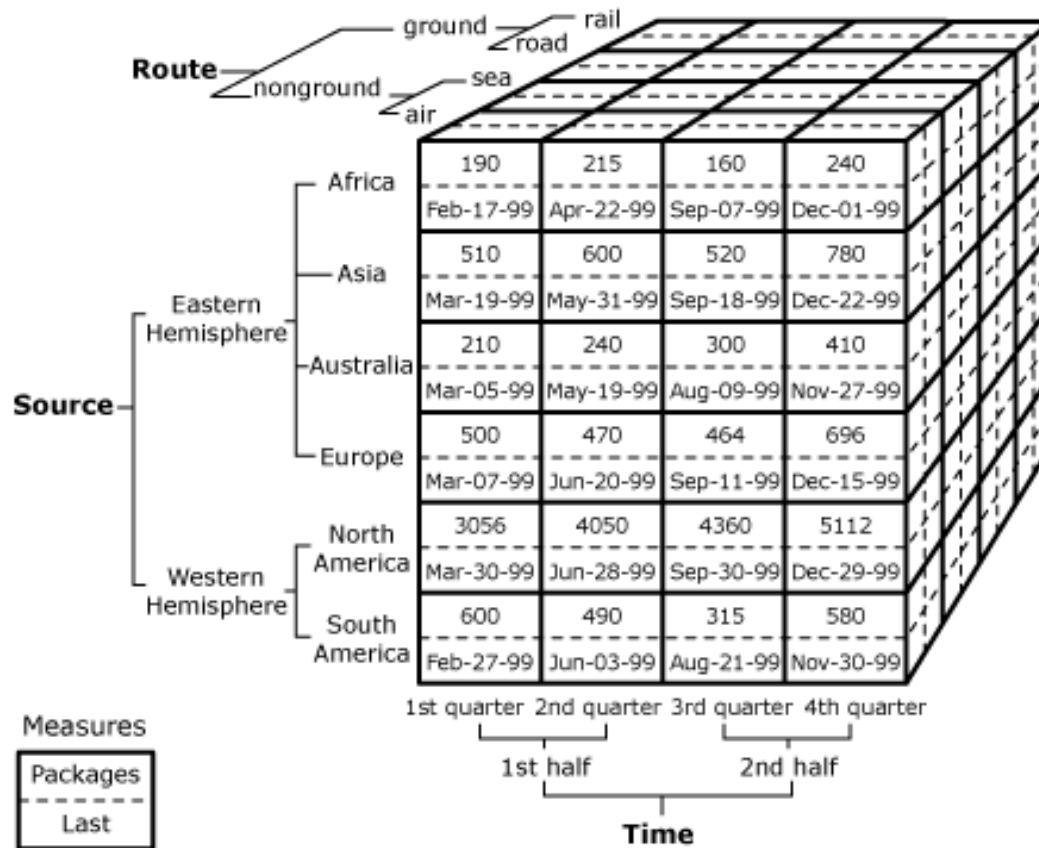 ground
rail
road
Route
nonground
sea
air
Africa
190 215 160 240
Feb-17-99 Apr-22-99 Sep-07-99 Dec-01-99
Asia
510 600 520 780
Mar-19-99 May-31-99 Sep-18-99 Dec-22-99
Eastern
Hemisphere
Australia
210 240 300 410
Mar-05-99 May-19-99 Aug-09-99 Nov-27-99
Source
Europe
500 470 464 696
Mar-07-99 Jun-20-99 Sep-11-99 Dec-15-99
North
America
3056 4050 4360 5112
Mar-30-99 Jun-28-99 Sep-30-99 Dec-29-99
Western
Hemisphere
South
America
600 490 315 580
Feb-27-99 Jun-03-99 Aug-21-99 Nov-30-99
1st quarter 2nd quarter 3rd quarter 4th quarter
1st half 2nd half
Time
Measures
Packages
Last